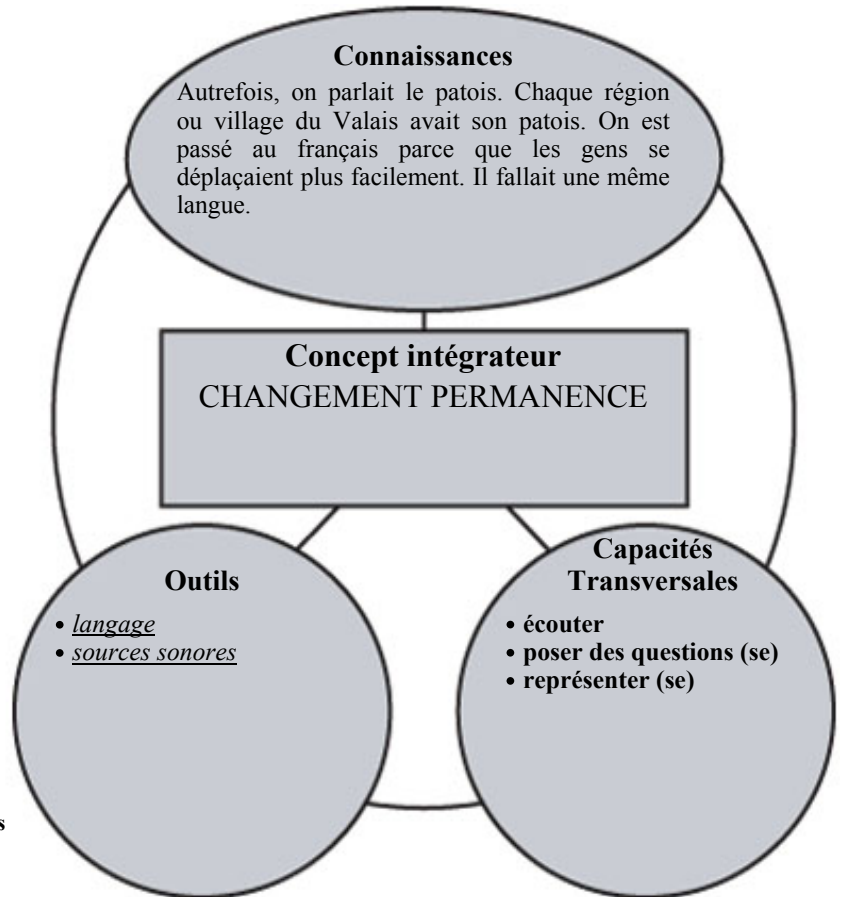 Connaissances
Autrefois, on parlait le patois. Chaque région
ou village du Valais avait son patois. On est
passé au français parce que les gens se
déplaçaient plus facilement. Il fallait une même
langue.
Concept intégrateur
CHANGEMENT PERMANENCE
Outils
• langage
• sources sonores
Capacités
Transversales
• écouter
• poser des questions (se)
• représenter (se)